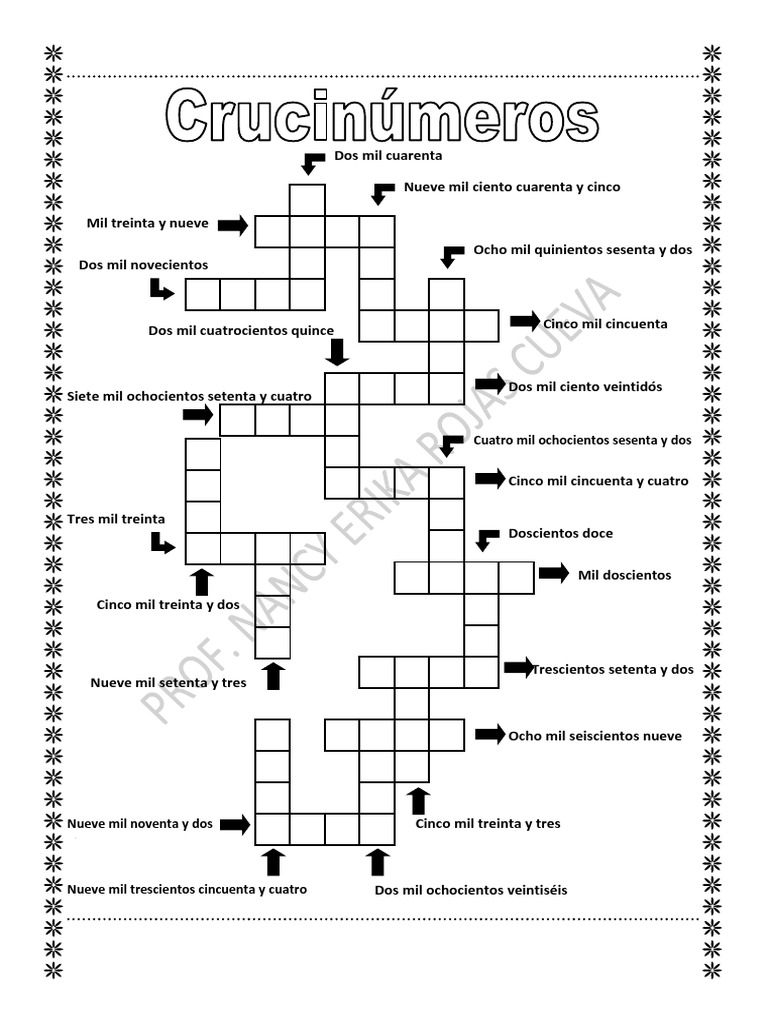 Crucinúmeros
Dos mil cuarenta
Nueve mil ciento cuarenta y cinco
Mil treinta y nueve
Ocho mil quinientos sesenta y dos
Dos mil novecientos
Cinco mil cincuenta
Dos mil cuatrocientos quince
Dos mil ciento veintidós
Siete mil ochocientos setenta y cuatro
Cuatro mil ochocientos sesenta y dos
Cinco mil cincuenta y cuatro
Tres mil treinta
Doscientos doce
Mil doscientos
Cinco mil treinta y dos
Trescientos setenta y dos
Nueve mil setenta y tres
Ocho mil seiscientos nueve
Nueve mil noventa y dos
Cinco mil treinta y tres
Nueve mil trescientos cincuenta y cuatro
Dos mil ochocientos veintiséis
PROF. NANCY ERIKA ROJAS CUEVA